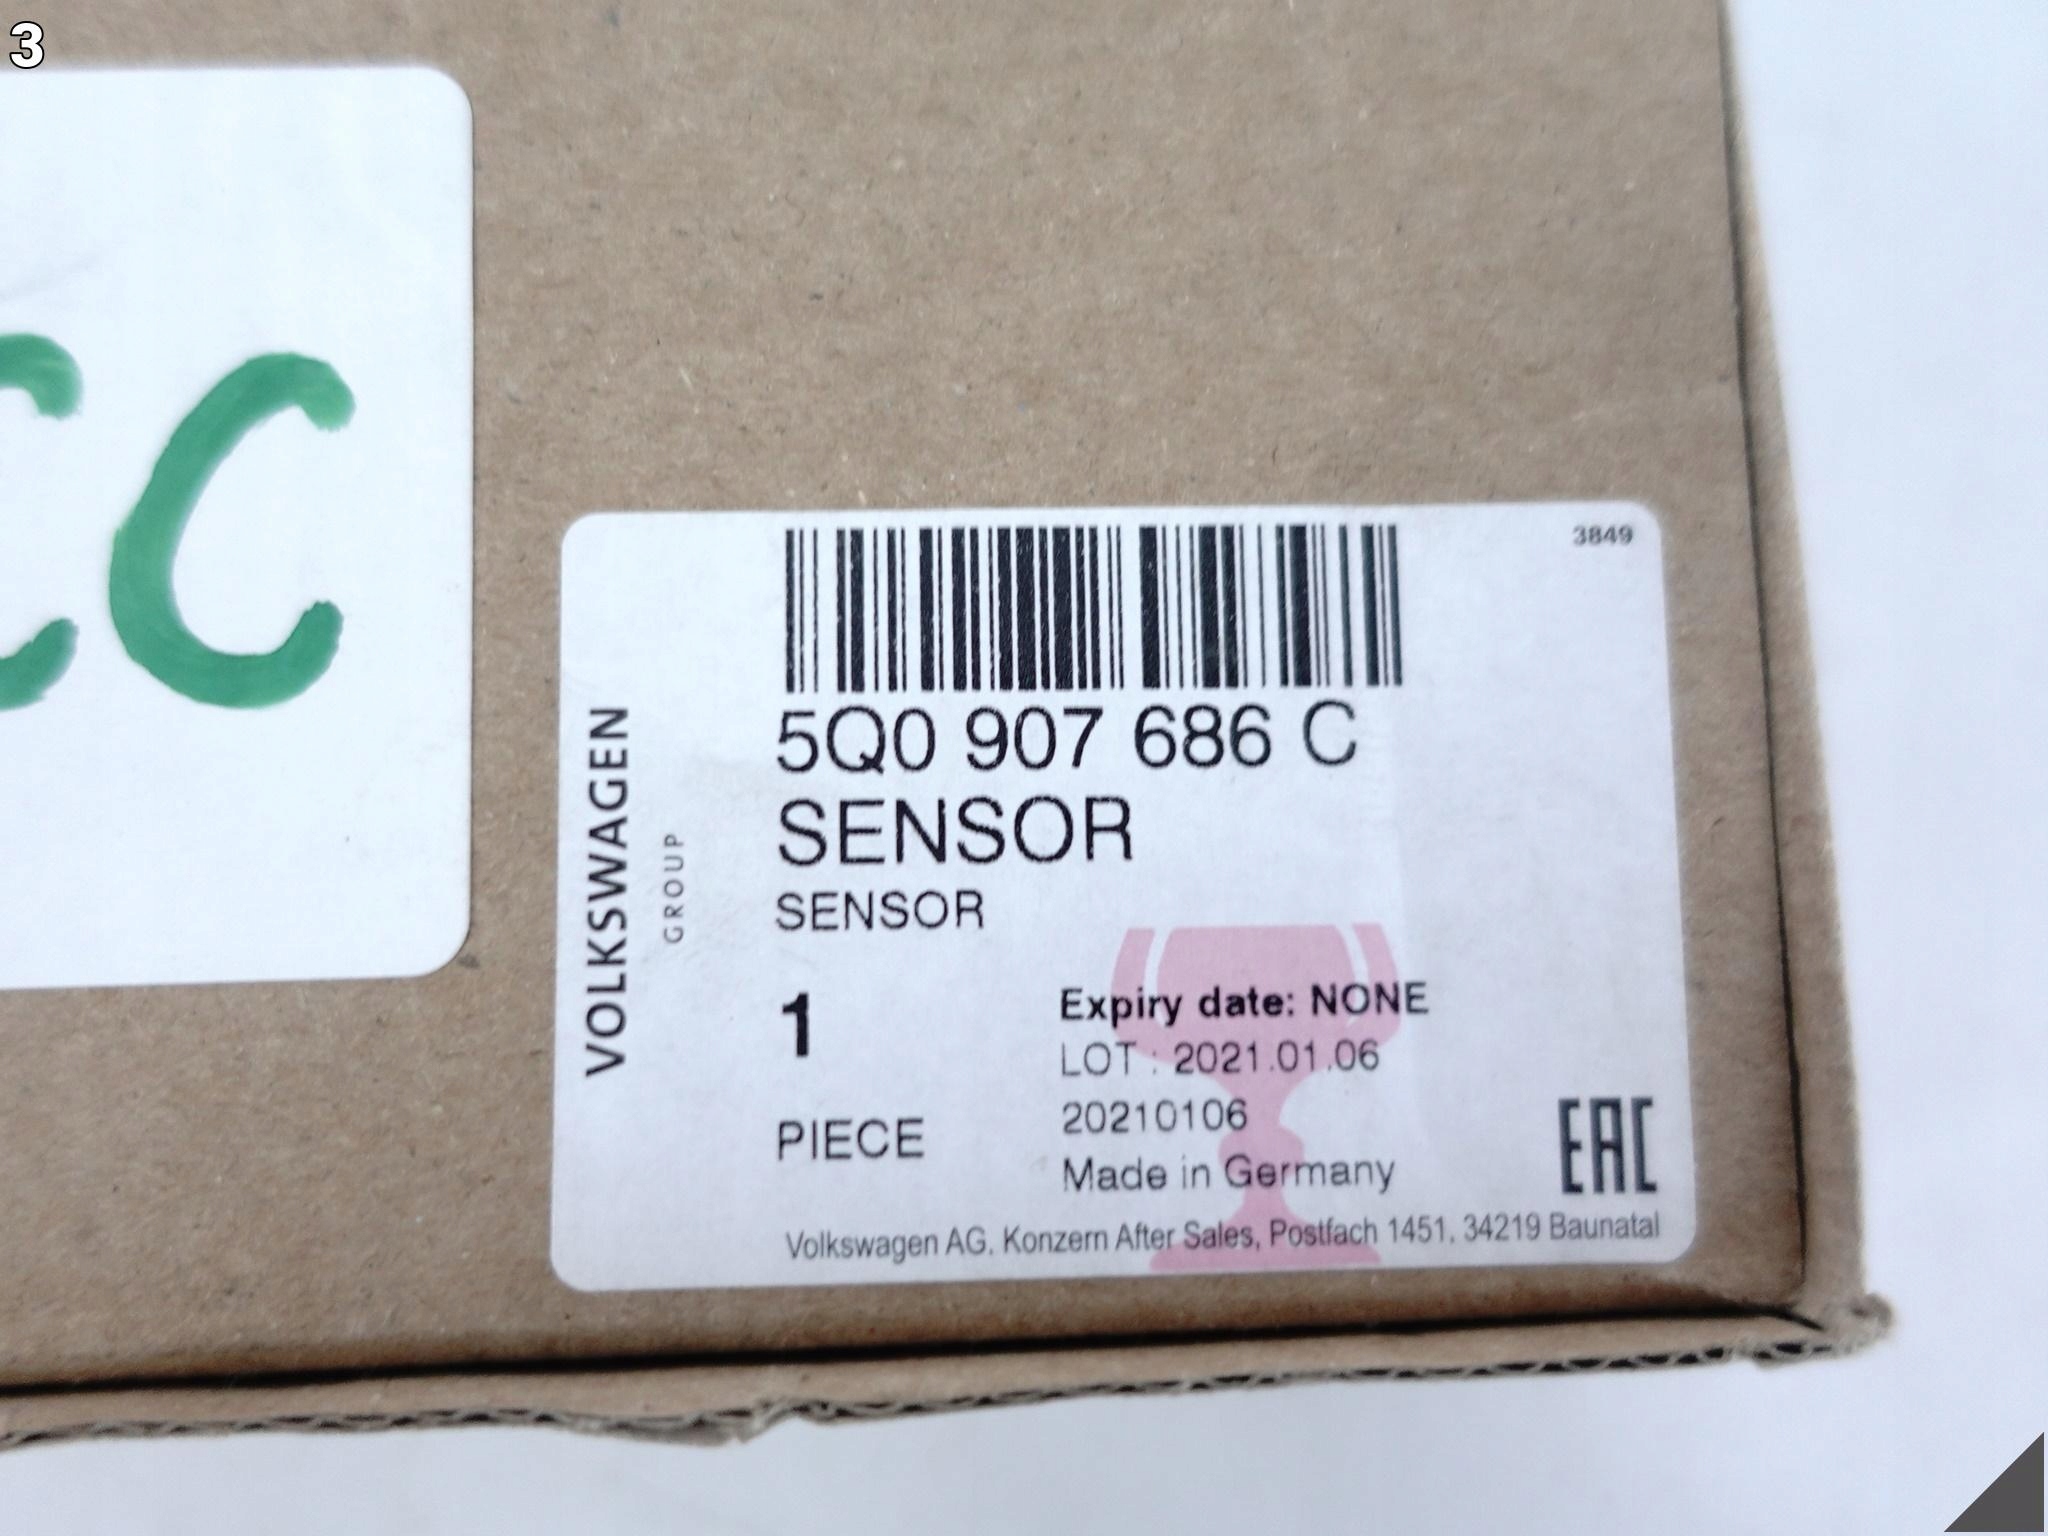 3
CC
3849
5Q0 907 686 C
SENSOR
SENSOR
VOLKSWAGEN
GROUP
1
PIECE
Expiry date: NONE
LOT : 2021.01.06
20210106
Made in Germany
EAC
Volkswagen AG, Konzern After Sales, Postfach 1451, 34219 Baunatal